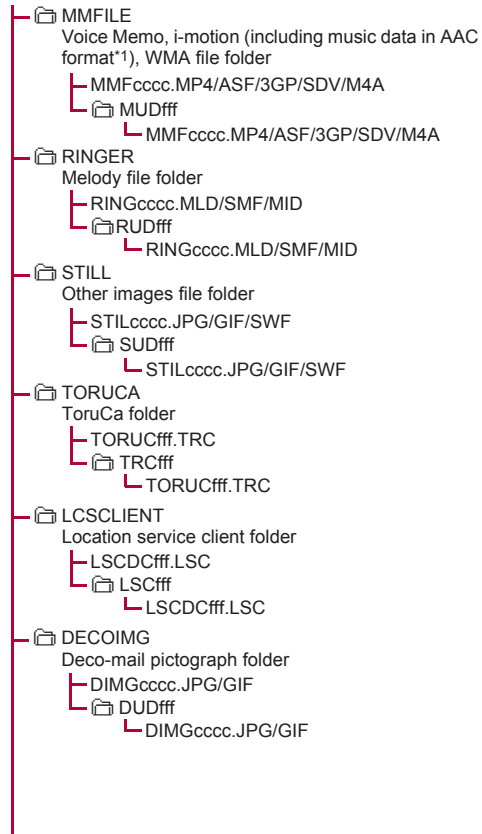 MMFILE
Voice Memo, i-motion (including music data in AAC
format*1), WMA file folder
MMFcccc.MP4/ASF/3GP/SDV/M4A
MUDfff
MMFcccc.MP4/ASF/3GP/SDV/M4A
RINGER
Melody file folder
RINGcccc.MLD/SMF/MID
RUDfff
RINGcccc.MLD/SMF/MID
STILL
Other images file folder
STILcccc.JPG/GIF/SWF
SUDfff
STILcccc.JPG/GIF/SWF
TORUCA
ToruCa folder
TORUCfff.TRC
TRCfff
TORUCfff.TRC
LCSCLIENT
Location service client folder
LSCDCfff.LSC
LSCfff
LSCDCfff.LSC
DECOIMG
Deco-mail pictograph folder
DIMGcccc.JPG/GIF
DUDfff
DIMGcccc.JPG/GIF